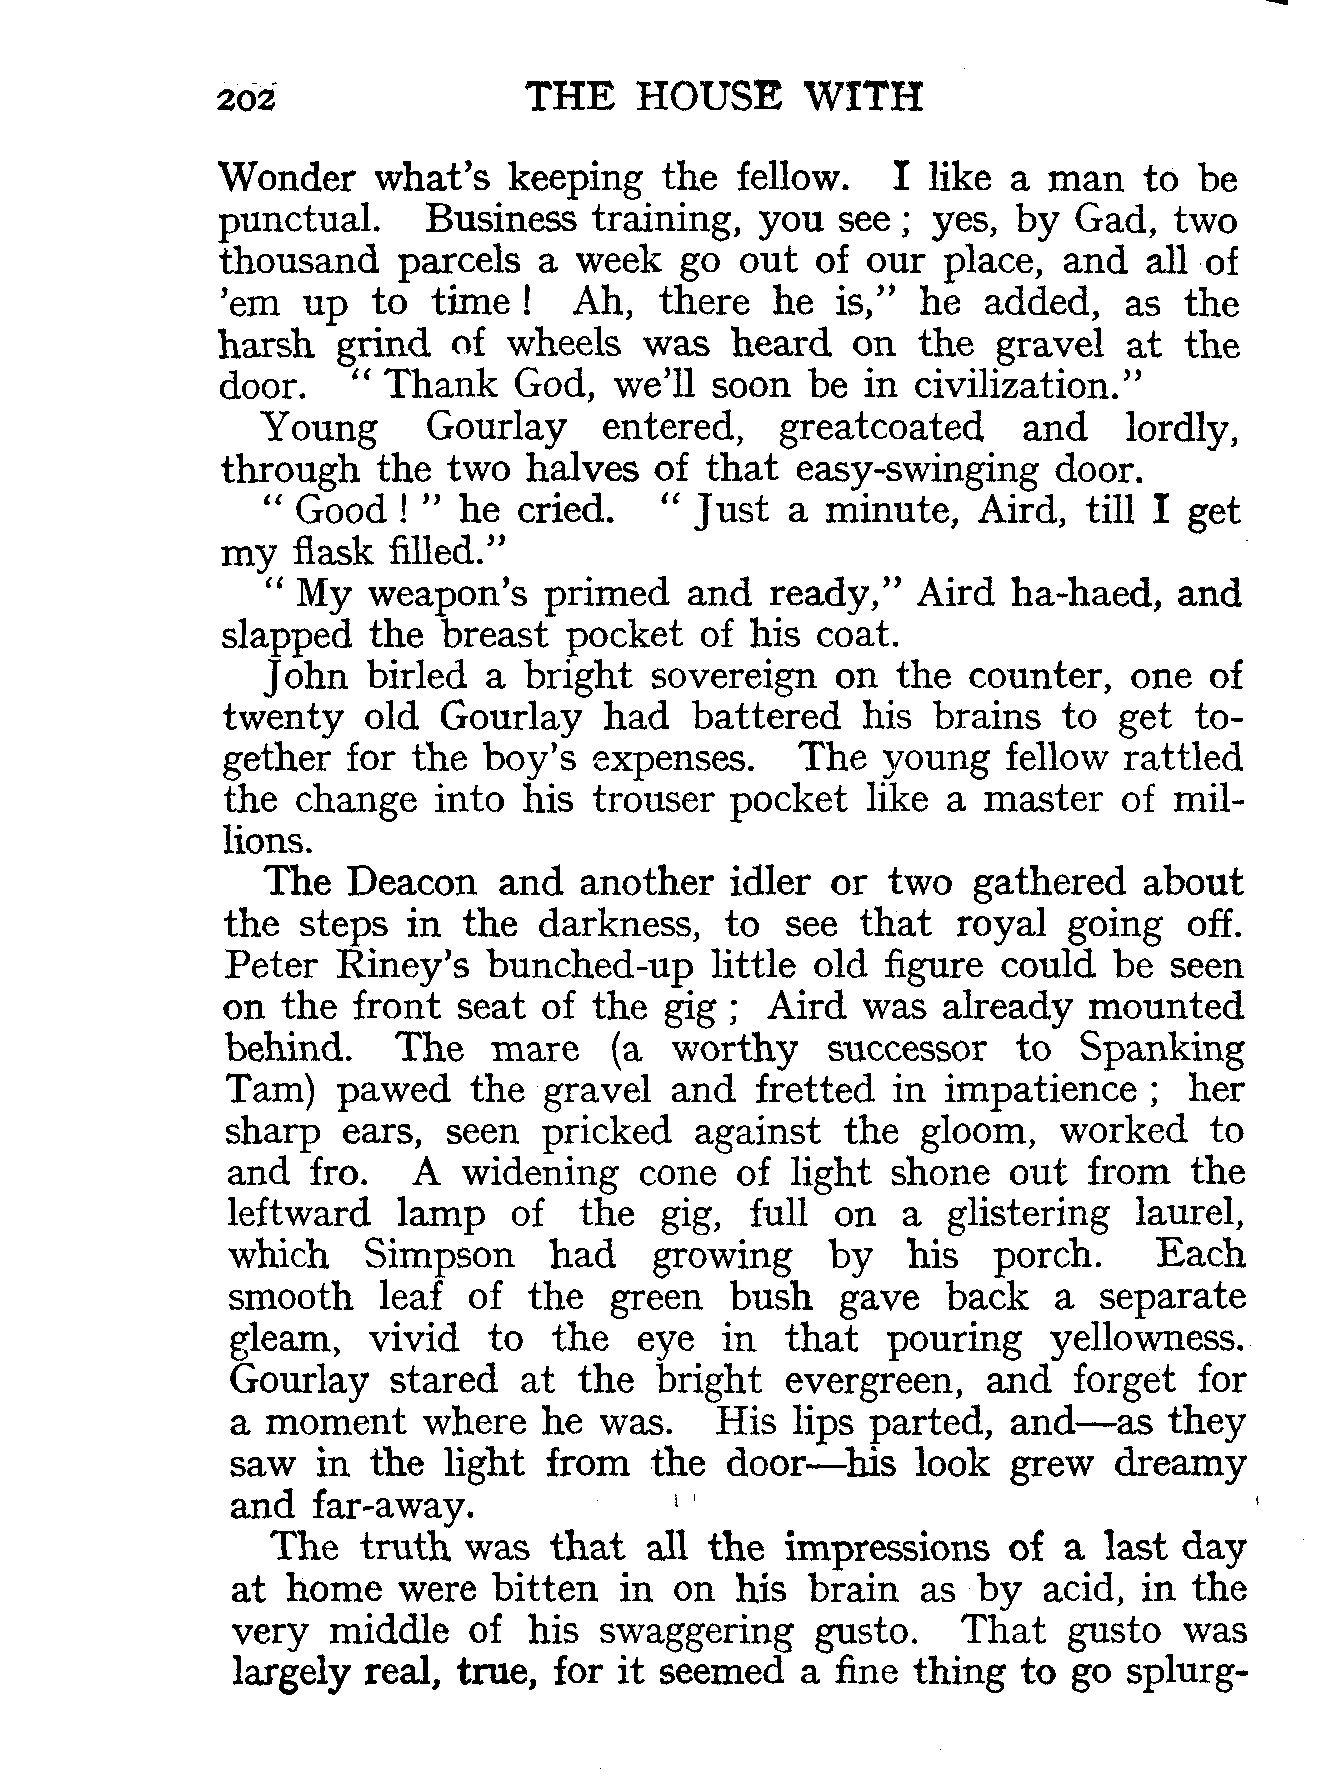 202 THE HOUSE WITH
Wonder what's keeping the fellow. I like a man to be
punctual. Business training, you see ; yes, by Gad, two
thousand parcels a week go out of our place, and all of
'em up to time ! Ah, there he is," he added, as the
harsh grind of wheels was heard on the gravel at the
door. " Thank God, we'll soon be in civilization."
Young Gourlay entered, greatcoated and lordly,
through the two halves of that easy-swinging door.
" Good ! " he cried. " Just a minute, Aird, till I get
my flask filled."
" My weapon's primed and ready," Aird ha-haed, and
slapped the breast pocket of his coat.
John birled a bright sovereign on the counter, one of
twenty old Gourlay had battered his brains to get to-
gether for the boy's expenses. The young fellow rattled
the change into his trouser pocket like a master of mil-
lions.
The Deacon and another idler or two gathered about
the steps in the darkness, to see that royal going off.
Peter Riney's bunched-up little old figure could be seen
on the front seat of the gig ; Aird was already mounted
behind. The mare (a worthy successor to Spanking
Tam) pawed the gravel and fretted in impatience ; her
sharp ears, seen pricked against the gloom, worked to
and fro. A widening cone of light shone out from the
leftward lamp of the gig, full on a glistering laurel,
which Simpson had growing by his porch. Each
smooth leaf of the green bush gave back a separate
gleam, vivid to the eye in that pouring yellowness.
Gourlay stared at the bright evergreen, and forget for
a moment where he was. His lips parted, and—as they
saw in the light from the door—his look grew dreamy
and far-away.
The truth was that all the impressions of a last day
at home were bitten in on his brain as by acid, in the
very middle of his swaggering gusto. That gusto was
largely real, true, for it seemed a fine thing to go splurg-